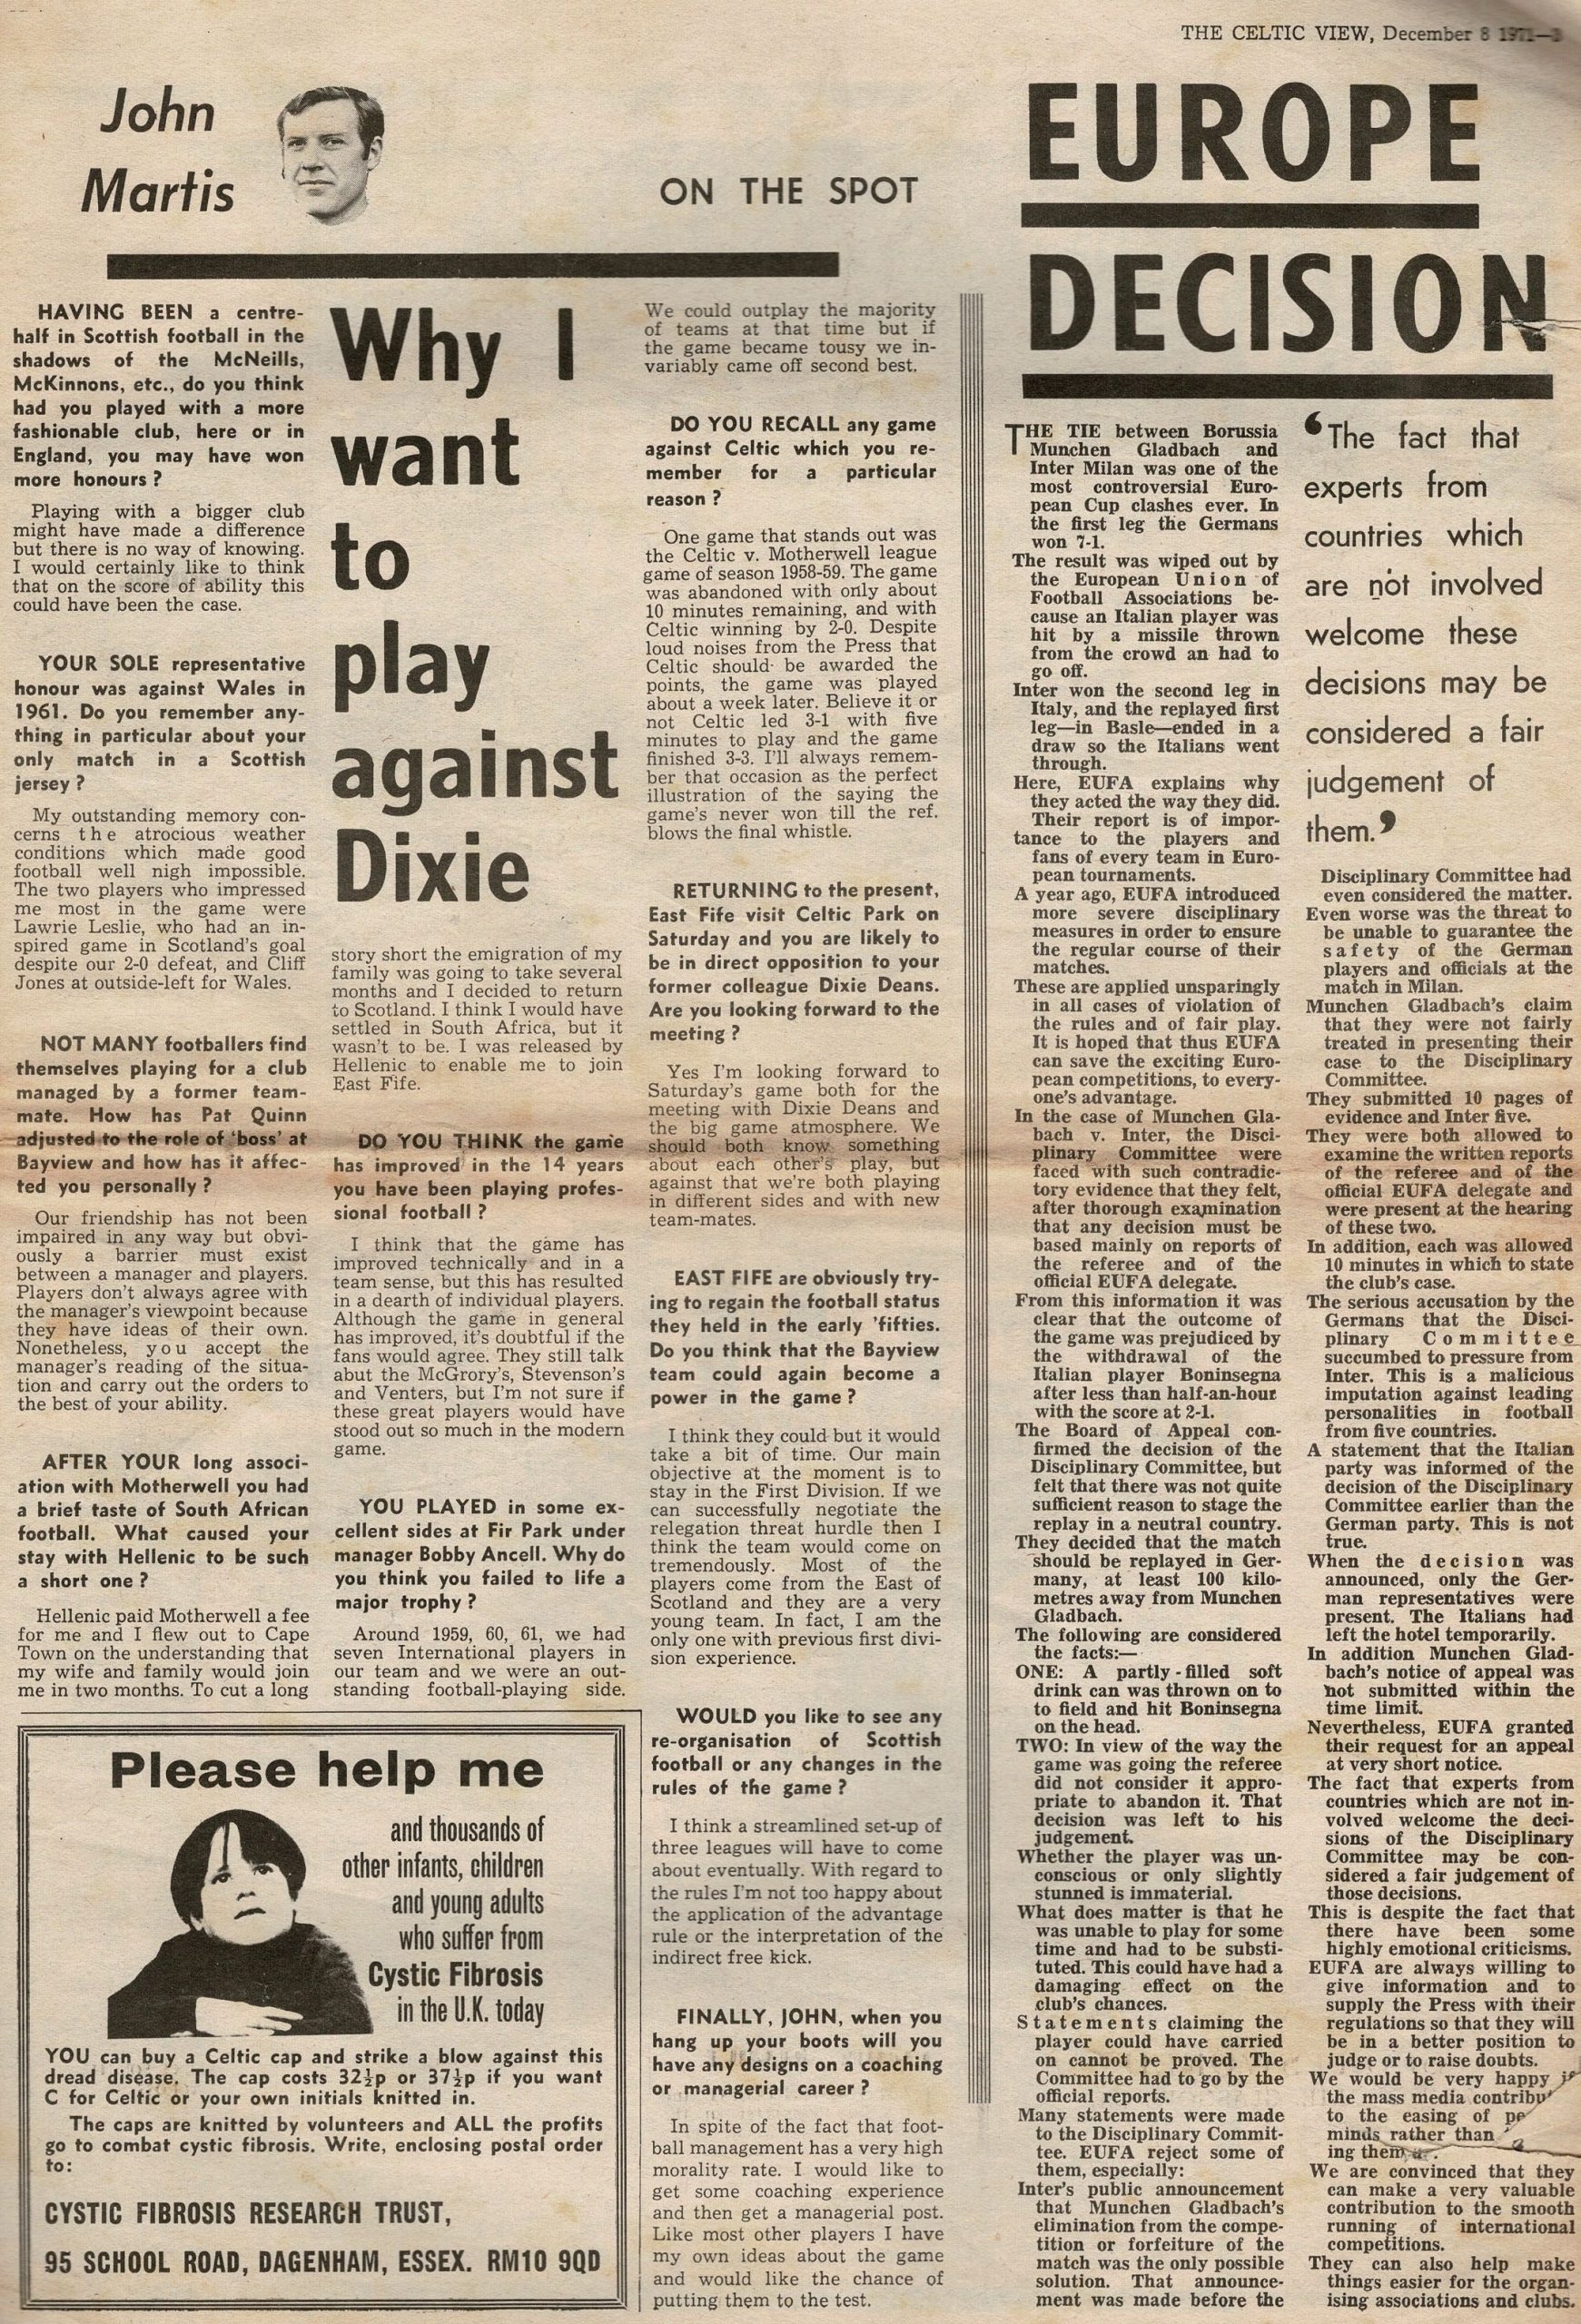 THE CELTIC VIEW, December 8 1971—3
John
Martis
ON THE SPOT
HAVING BEEN a centre-
half in Scottish football in the
shadows of the McNeills,
McKinnons, etc., do you think
had you played with a more
fashionable club, here or in
England, you may have won
more honours ?
Playing with a bigger club
might have made a difference
but there is no way of knowing.
I would certainly like to think
that on the score of ability this
could have been the case.
YOUR SOLE representative
honour was against Wales in
1961. Do you remember any-
thing in particular about your
only match in a Scottish
jersey ?
My outstanding memory con-
cerns the atrocious weather
conditions which made good
football well nigh impossible.
The two players who impressed
me most in the game were
Lawrie Leslie, who had an in-
spired game in Scotland's goal
despite our 2-0 defeat, and Cliff
Jones at outside-left for Wales.
NOT MANY footballers find
themselves playing for a club
managed by a former team-
mate. How has Pat Quinn
adjusted to the role of 'boss' at
Bayview and how has it affec-
ted you personally ?
Our friendship has not been
impaired in any way but obvi-
ously a barrier must exist
between a manager and players.
Players don't always agree with
the manager's viewpoint because
they have ideas of their own.
Nonetheless, you accept the
manager's reading of the situa-
tion and carry out the orders to
the best of your ability.
AFTER YOUR long associ-
ation with Motherwell you had
a brief taste of South African
football. What caused your
stay with Hellenic to be such
a short one ?
Hellenic paid Motherwell a fee
for me and I flew out to Cape
Town on the understanding that
my wife and family would join
me in two months. To cut a long
Why I
want
to
play
against
Dixie
story short the emigration of my
family was going to take several
months and I decided to return
to Scotland. I think I would have
settled in South Africa, but it
wasn't to be. I was released by
Hellenic to enable me to join
East Fife.
DO YOU THINK the game
has improved in the 14 years
you have been playing profes-
sional football ?
I think that the game has
improved technically and in a
team sense, but this has resulted
in a dearth of individual players.
Although the game in general
has improved, it's doubtful if the
fans would agree. They still talk
abut the McGrory's, Stevenson's
and Venters, but I'm not sure if
these great players would have
stood out so much in the modern
game.
YOU PLAYED in some ex-
cellent sides at Fir Park under
manager Bobby Ancell. Why do
you think you failed to life a
major trophy ?
Around 1959, 60, 61, we had
seven International players in
our team and we were an out-
standing football-playing side.
We could outplay the majority
of teams at that time but if
the game became tousy we in-
variably came off second best.
DO YOU RECALL any game
against Celtic which you re-
member for a particular
reason ?
One game that stands out was
the Celtic v. Motherwell league
game of season 1958-59. The game
was abandoned with only about
10 minutes remaining, and with
Celtic winning by 2-0. Despite
loud noises from the Press that
Celtic should be awarded the
points, the game was played
about a week later. Believe it or
not Celtic led 3-1 with five
minutes to play and the game
finished 3-3. I'll always remem-
ber that occasion as the perfect
illustration of the saying the
game's never won till the ref.
blows the final whistle.
RETURNING to the present,
East Fife visit Celtic Park on
Saturday and you are likely to
be in direct opposition to your
former colleague Dixie Deans.
Are you looking forward to the
meeting ?
Yes I'm looking forward to
Saturday's game both for the
meeting with Dixie Deans and
the big game atmosphere. We
should both know something
about each other's play, but
against that we're both playing
in different sides and with new
team-mates.
EAST FIFE are obviously try-
ing to regain the football status
they held in the early 'fifties.
Do you think that the Bayview
team could again become a
power in the game ?
I think they could but it would
take a bit of time. Our main
objective at the moment is to
stay in the First Division. If we
can successfully negotiate the
relegation threat hurdle then I
think the team would come on
tremendously. Most of the
players come from the East of
Scotland and they are a very
young team. In fact, I am the
only one with previous first divi-
sion experience.
WOULD you like to see any
re-organisation of Scottish
football or any changes in the
rules of the game ?
I think a streamlined set-up of
three leagues will have to come
about eventually. With regard to
the rules I'm not too happy about
the application of the advantage
rule or the interpretation of the
indirect free kick.
FINALLY, JOHN, when you
hang up your boots will you
have any designs on a coaching
or managerial career ?
In spite of the fact that foot-
ball management has a very high
morality rate. I would like to
get some coaching experience
and then get a managerial post.
Like most other players I have
my own ideas about the game
and would like the chance of
putting them to the test.
Please help me
and thousands of
other infants, children
and young adults
who suffer from
Cystic Fibrosis
in the U.K. today
YOU can buy a Celtic cap and strike a blow against this
dread disease. The cap costs 32½p or 37½p if you want
C for Celtic or your own initials knitted in.
The caps are knitted by volunteers and ALL the profits
go to combat cystic fibrosis. Write, enclosing postal order
to:
CYSTIC FIBROSIS RESEARCH TRUST,
95 SCHOOL ROAD, DAGENHAM, ESSEX. RM10 9QD
EUROPE
DECISION
THE TIE between Borussia
Munchen Gladbach and
Inter Milan was one of the
most controversial Euro-
pean Cup clashes ever. In
the first leg the Germans
won 7-1.
The result was wiped out by
the European Union of
Football Associations be-
cause an Italian player was
hit by a missile thrown
from the crowd an had to
go off.
Inter won the second leg in
Italy, and the replayed first
leg—in Basle—ended in a
draw so the Italians went
through.
Here, EUFA explains why
they acted the way they did.
Their report is of impor-
tance to the players and
fans of every team in Euro-
pean tournaments.
A year ago, EUFA introduced
more severe disciplinary
measures in order to ensure
the regular course of their
matches.
These are applied unsparingly
in all cases of violation of
the rules and of fair play.
It is hoped that thus EUFA
can save the exciting Euro-
pean competitions, to every-
one's advantage.
In the case of Munchen Gla-
bach v. Inter, the Disci-
plinary Committee were
faced with such contradic-
tory evidence that they felt,
after thorough examination
that any decision must be
based mainly on reports of
the referee and of the
official EUFA delegate.
From this information it was
clear that the outcome of
the game was prejudiced by
the withdrawal of the
Italian player Boninsegna
after less than half-an-hour
with the score at 2-1.
The Board of Appeal con-
firmed the decision of the
Disciplinary Committee, but
felt that there was not quite
sufficient reason to stage the
replay in a neutral country.
They decided that the match
should be replayed in Ger-
many, at least 100 kilo-
metres away from Munchen
Gladbach.
The following are considered
the facts:—
ONE: A partly-filled soft
drink can was thrown on to
to field and hit Boninsegna
on the head.
TWO: In view of the way the
game was going the referee
did not consider it appro-
priate to abandon it. That
decision was left to his
judgement.
Whether the player was un-
conscious or only slightly
stunned is immaterial.
What does matter is that he
was unable to play for some
time and had to be substi-
tuted. This could have had a
damaging effect on the
club's chances.
Statements claiming the
player could have carried
on cannot be proved. The
Committee had to go by the
official reports.
Many statements were made
to the Disciplinary Commit-
tee. EUFA reject some of
them, especially:
Inter's public announcement
that Munchen Gladbach's
elimination from the compe-
tition or forfeiture of the
match was the only possible
solution. That announce-
ment was made before the
‘The fact that
experts from
countries which
are not involved
welcome these
decisions may be
considered a fair
judgement of
them.’
Disciplinary Committee had
even considered the matter.
Even worse was the threat to
be unable to guarantee the
safety of the German
players and officials at the
match in Milan.
Munchen Gladbach's claim
that they were not fairly
treated in presenting their
case to the Disciplinary
Committee.
They submitted 10 pages of
evidence and Inter five.
They were both allowed to
examine the written reports
of the referee and of the
official EUFA delegate and
were present at the hearing
of these two.
In addition, each was allowed
10 minutes in which to state
the club's case.
The serious accusation by the
Germans that the Disci-
plinary Committee
succumbed to pressure from
Inter. This is a malicious
imputation against leading
personalities in football
from five countries.
A statement that the Italian
party was informed of the
decision of the Disciplinary
Committee earlier than the
German party. This is not
true.
When the decision was
announced, only the Ger-
man representatives were
present. The Italians had
left the hotel temporarily.
In addition Munchen Glad-
bach's notice of appeal was
not submitted within the
time limit.
Nevertheless, EUFA granted
their request for an appeal
at very short notice.
The fact that experts from
countries which are not in-
volved welcome the deci-
sions of the Disciplinary
Committee may be con-
sidered a fair judgement of
those decisions.
This is despite the fact that
there have been some
highly emotional criticisms.
EUFA are always willing to
give information and to
supply the Press with their
regulations so that they will
be in a better position to
judge or to raise doubts.
We would be very happy if
the mass media
to the easing of
minds rather than
ing them.
We are convinced that they
can make a very valuable
contribution to the smooth
running of international
competitions.
They can also help make
things easier for the organ-
ising associations and clubs.